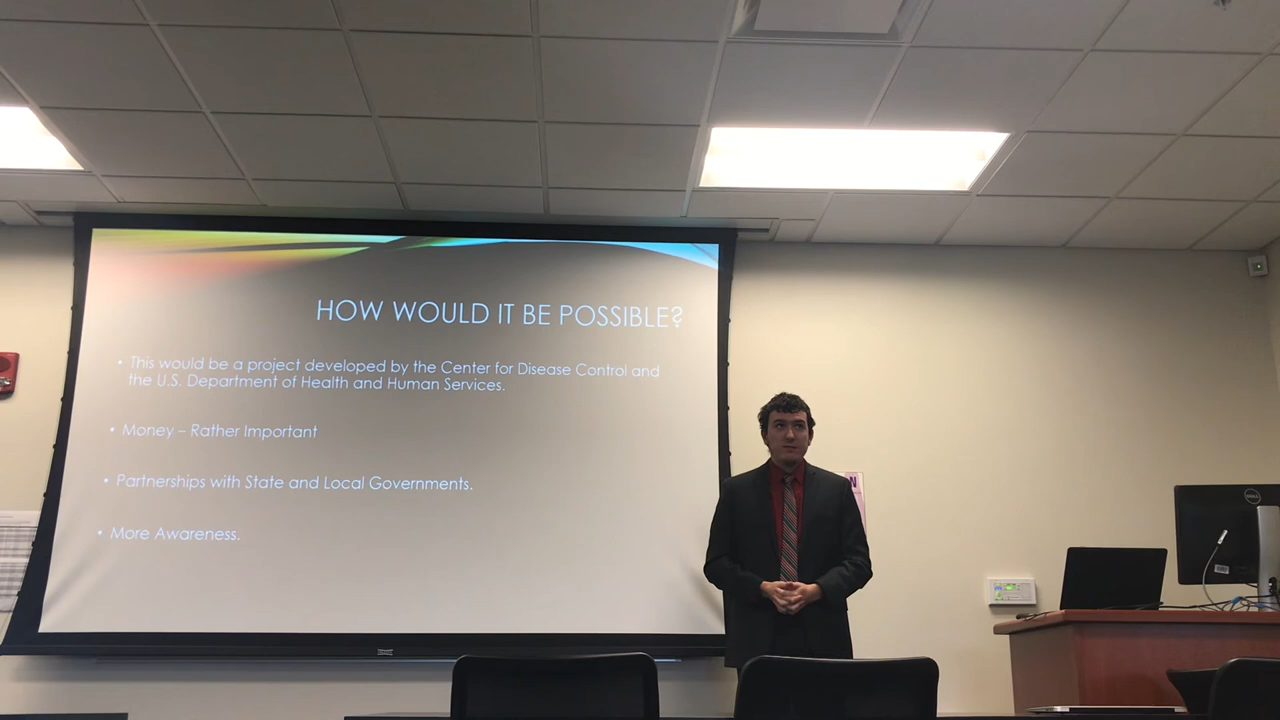 HOW WOULD IT BE POSSIBLE?
• This would be a project developed by the Center for Disease Control and
the U.S. Department of Health and Human Services.
• Money – Rather Important
• Partnerships with State and Local Governments.
• More Awareness.
DELL